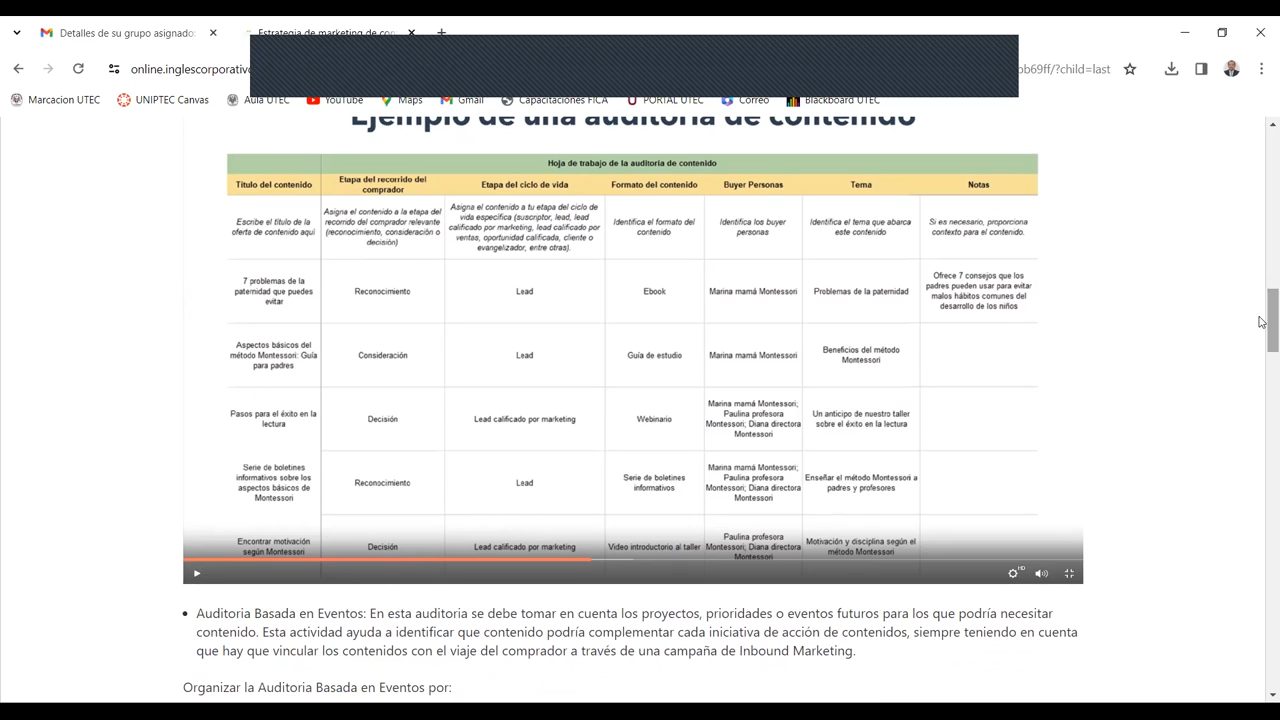 Detalles de su grupo asignado:
Estrategia de marketing de con
online.inglescorporativo
b69ff/?child=last
Marcacion UTEC
UNIPTEC Canvas
Aula UTEC
YouTube
Maps
Gmail
Capacitaciones FICA
PORTAL UTEC
Correo
Blackboard UTEC
Ejemplo de una auditoría de contenido
Hoja de trabajo de la auditoria de contenido
Título del contenido
Etapa del recorrido del
comprador
Etapa del ciclo de vida
Formato del contenido
Buyer Personas
Tema
Notas
Escribe el título de la
oferta de contenido aquí
Asigna el contenido a la etapa del
recorrido del comprador relevante
(reconocimiento, consideración o
decisión)
Asigna el contenido a tu etapa del ciclo de
vida específica (suscriptor, lead, lead
calificado por marketing, lead calificado por
ventas, oportunidad calificada, cliente o
evangelizador, entre otras).
Identifica el formato del
contenido
Identifica los buyer
personas
Identifica el tema que abarca
este contenido
Si es necesario, proporciona
contexto para el contenido.
7 problemas de la
paternidad que puedes
evitar
Reconocimiento
Lead
Ebook
Marina mamá Montessori
Problemas de la paternidad
Ofrece 7 consejos que los
padres pueden usar para evitar
malos hábitos comunes del
desarrollo de los niños
Aspectos básicos del
método Montessori: Guía
para padres
Consideración
Lead
Guía de estudio
Marina mamá Montessori
Beneficios del método
Montessori
Pasos para el éxito en la
lectura
Decisión
Lead calificado por marketing
Webinario
Marina mamá Montessori;
Paulina profesora
Montessori; Diana directora
Montessori
Un anticipo de nuestro taller
sobre el éxito en la lectura
Serie de boletines
informativos sobre los
aspectos básicos de
Montessori
Reconocimiento
Lead
Serie de boletines
informativos
Marina mamá Montessori;
Paulina profesora
Montessori; Diana directora
Montessori
Enseñar el método Montessori a
padres y profesores
Encontrar motivación
según Montessori
Decisión
Lead calificado por marketing
Video introductorio al taller
Paulina profesora
Montessori; Diana directora
Montessori
Motivación y disciplina según el
método Montessori
HD
• Auditoria Basada en Eventos: En esta auditoria se debe tomar en cuenta los proyectos, prioridades o eventos futuros para los que podría necesitar
contenido. Esta actividad ayuda a identificar que contenido podría complementar cada iniciativa de acción de contenidos, siempre teniendo en cuenta
que hay que vincular los contenidos con el viaje del comprador a través de una campaña de Inbound Marketing.
Organizar la Auditoria Basada en Eventos por: